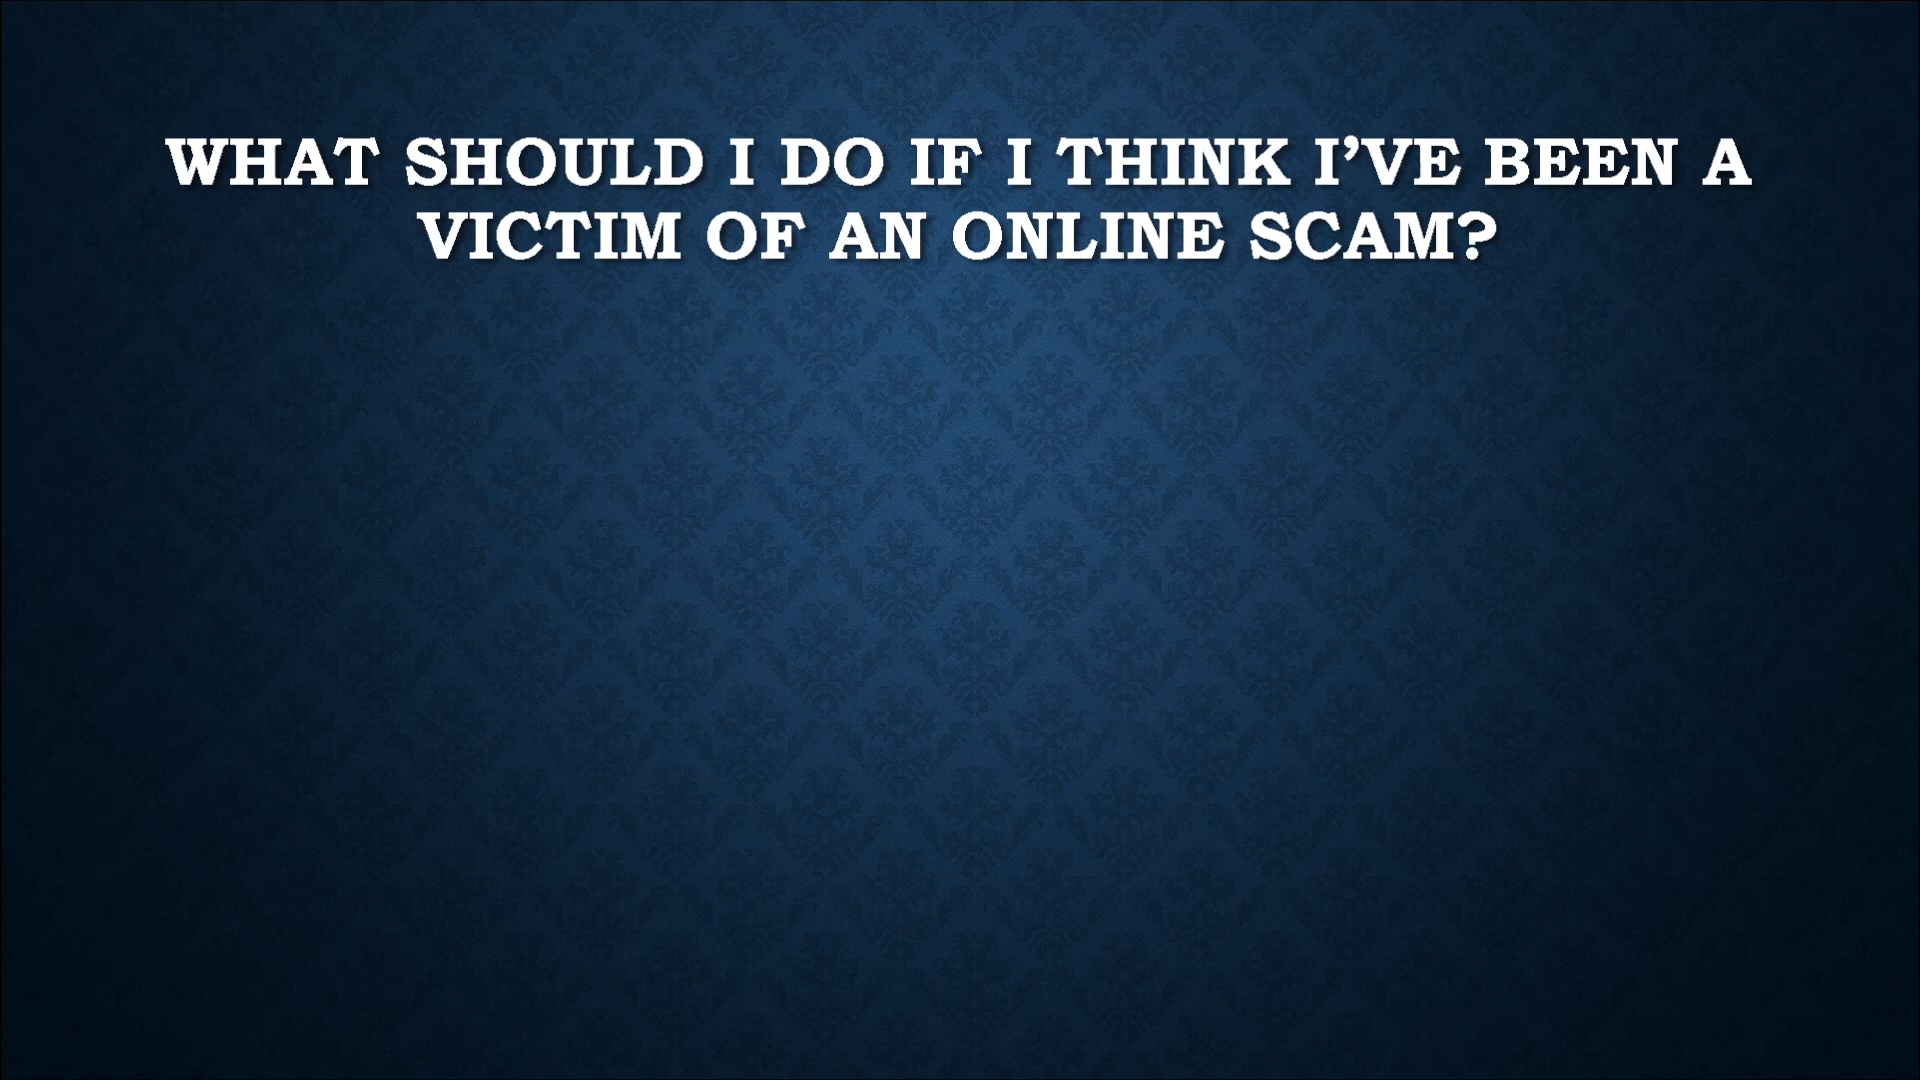 WHAT SHOULD I DO IF I THINK I’VE BEEN A
VICTIM OF AN ONLINE SCAM?